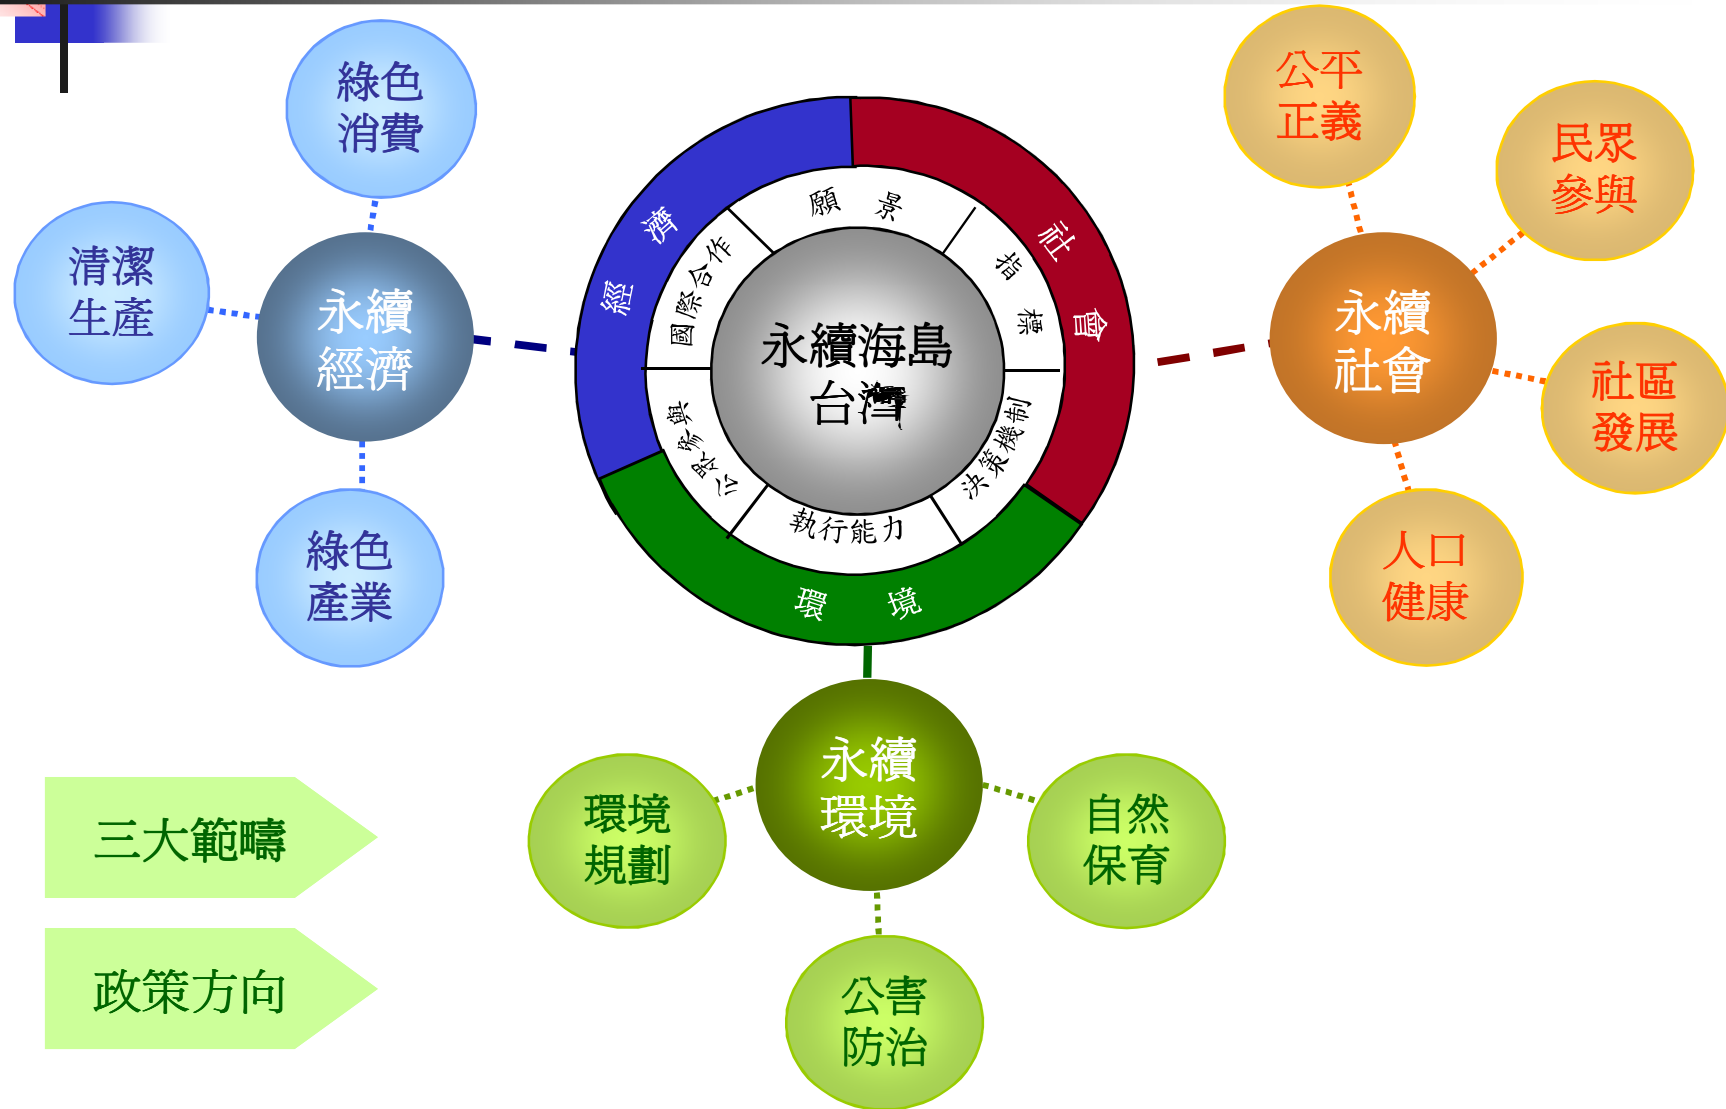 綠色
消費
清潔
生產
永續
經濟
綠色
產業
經濟
社會
環境
願景
指標
決策機制
執行能力
公眾參與
國際合作
永續海島
台灣
公平
正義
民眾
參與
永續
社會
社區
發展
人口
健康
永續
環境
環境
規劃
自然
保育
公害
防治
三大範疇
政策方向